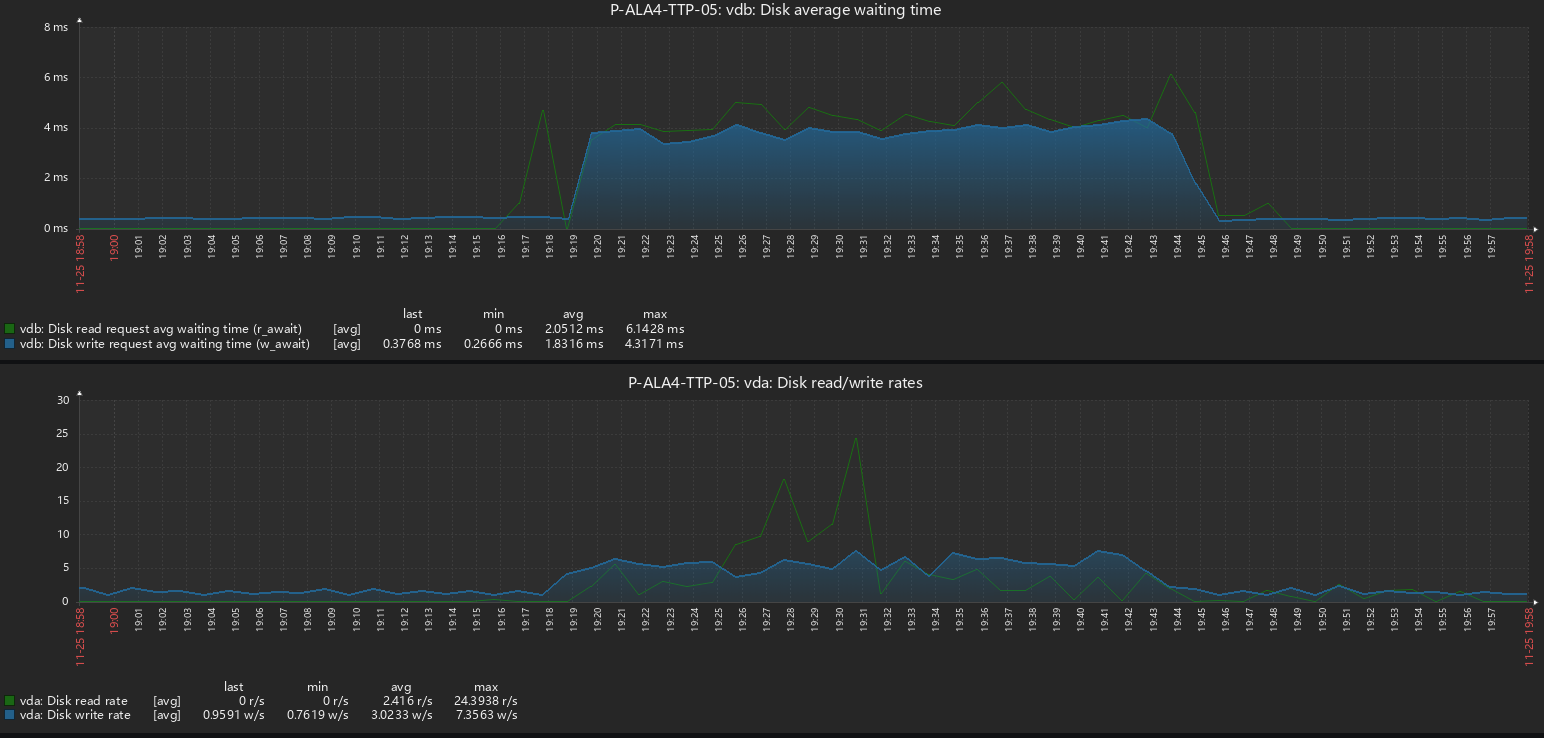 P-ALA4-TTP-05: vdb: Disk average waiting time
8 ms
6 ms
4 ms
2 ms
0 ms
11-25 18:58 19:00 19:01 19:02 19:03 19:04 19:05 19:06 19:07 19:08 19:09 19:10 19:11 19:12 19:13 19:14 19:15 19:16 19:17 19:18 19:19 19:20 19:21 19:22 19:23 19:24 19:25 19:26 19:27 19:28 19:29 19:30 19:31 19:32 19:33 19:34 19:35 19:36 19:37 19:38 19:39 19:40 19:41 19:42 19:43 19:44 19:45 19:46 19:47 19:48 19:49 19:50 19:51 19:52 19:53 19:54 19:55 19:56 19:57 11-25 19:58
last min avg max
vdb: Disk read request avg waiting time (r_await) [avg] 0 ms 0 ms 2.0512 ms 6.1428 ms
vdb: Disk write request avg waiting time (w_await) [avg] 0.3768 ms 0.2666 ms 1.8316 ms 4.3171 ms
P-ALA4-TTP-05: vda: Disk read/write rates
30
25
20
15
10
5
0
11-25 18:58 19:00 19:01 19:02 19:03 19:04 19:05 19:06 19:07 19:08 19:09 19:10 19:11 19:12 19:13 19:14 19:15 19:16 19:17 19:18 19:19 19:20 19:21 19:22 19:23 19:24 19:25 19:26 19:27 19:28 19:29 19:30 19:31 19:32 19:33 19:34 19:35 19:36 19:37 19:38 19:39 19:40 19:41 19:42 19:43 19:44 19:45 19:46 19:47 19:48 19:49 19:50 19:51 19:52 19:53 19:54 19:55 19:56 19:57 11-25 19:58
last min avg max
vda: Disk read rate [avg] 0 r/s 0 r/s 2.416 r/s 24.3938 r/s
vda: Disk write rate [avg] 0.9591 w/s 0.7619 w/s 3.0233 w/s 7.3563 w/s